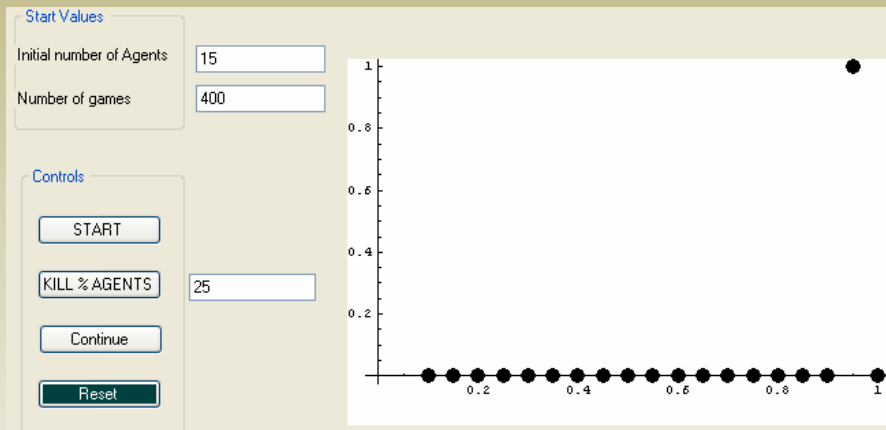 Start Values
Initial number of Agents
15
Number of games
400
Controls
START
KILL % AGENTS
25
Continue
Reset
1
0.8
0.6
0.4
0.2
0.2
0.4
0.6
0.8
1